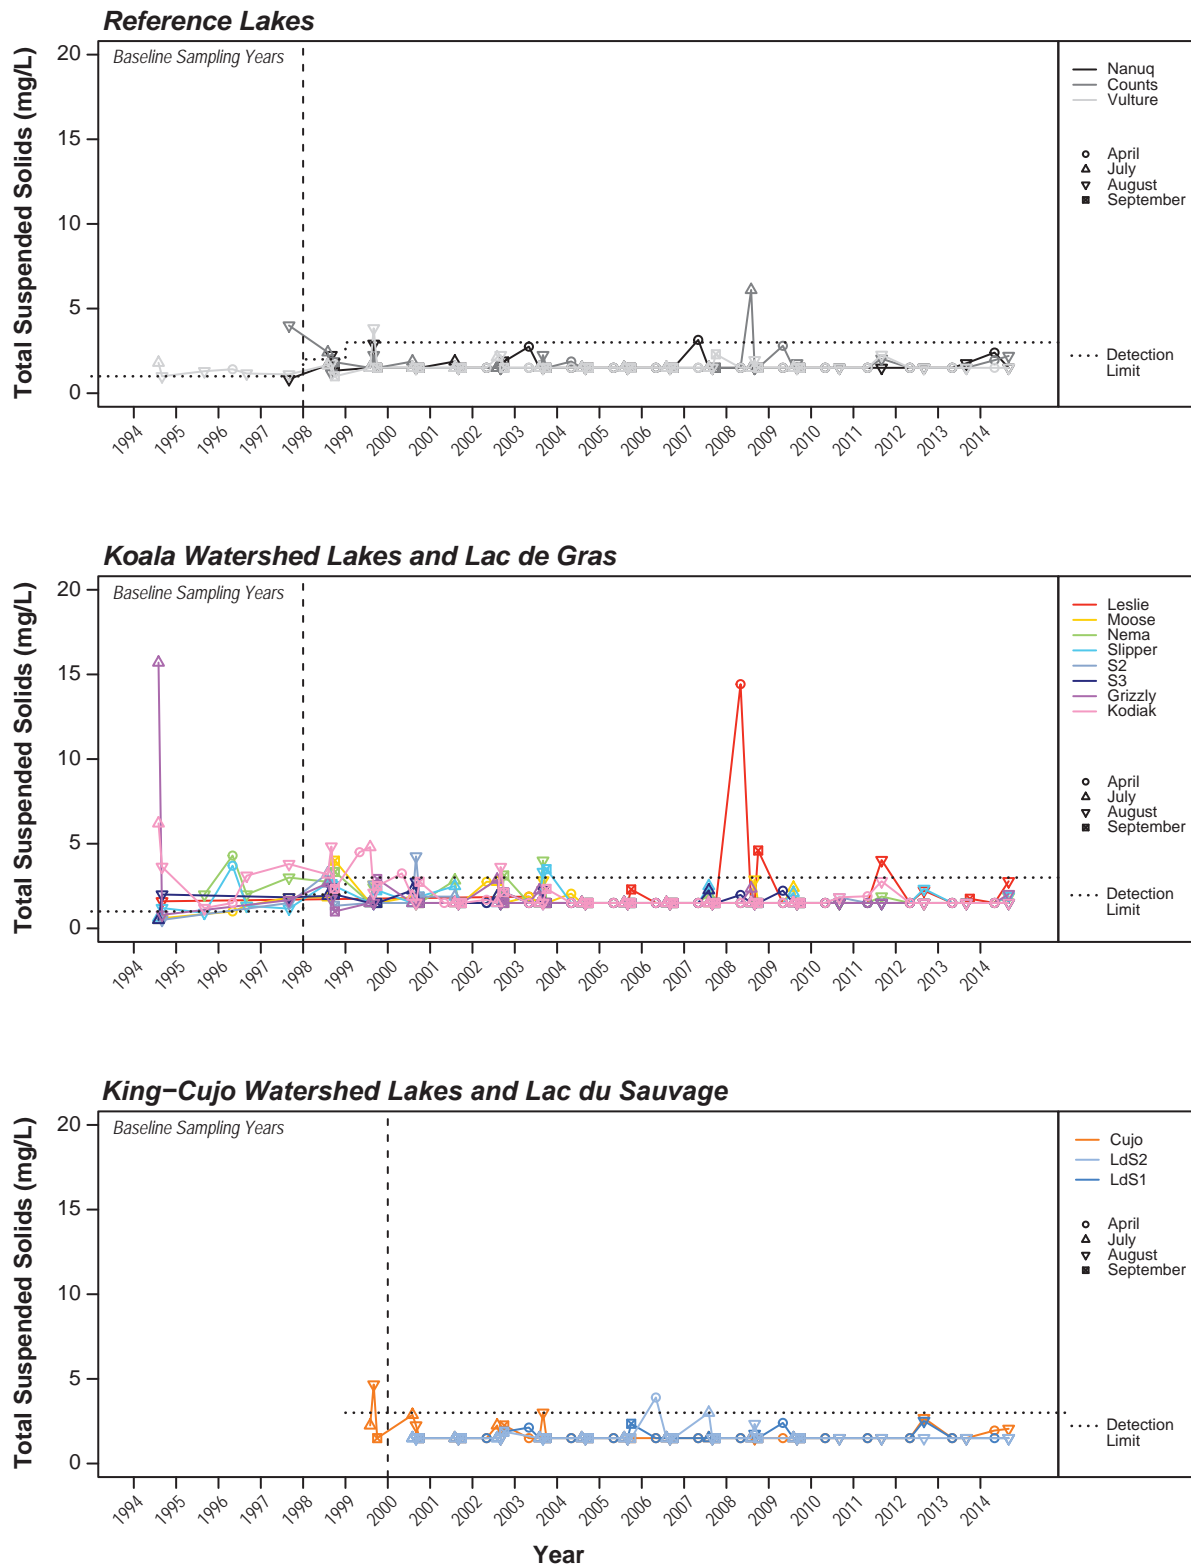 Reference Lakes
Total Suspended Solids (mg/L)
20
15
10
5
0
Baseline Sampling Years
1994 1995 1996 1997 1998 1999 2000 2001 2002 2003 2004 2005 2006 2007 2008 2009 2010 2011 2012 2013 2014
Nanuq
Counts
Vulture
April
July
August
September
Detection
Limit
Koala Watershed Lakes and Lac de Gras
Total Suspended Solids (mg/L)
20
15
10
5
0
Baseline Sampling Years
1994 1995 1996 1997 1998 1999 2000 2001 2002 2003 2004 2005 2006 2007 2008 2009 2010 2011 2012 2013 2014
Leslie
Moose
Nema
Slipper
S2
S3
Grizzly
Kodiak
April
July
August
September
Detection
Limit
King−Cujo Watershed Lakes and Lac du Sauvage
Total Suspended Solids (mg/L)
20
15
10
5
0
Baseline Sampling Years
1994 1995 1996 1997 1998 1999 2000 2001 2002 2003 2004 2005 2006 2007 2008 2009 2010 2011 2012 2013 2014
Cujo
LdS2
LdS1
April
July
August
September
Detection
Limit
Year